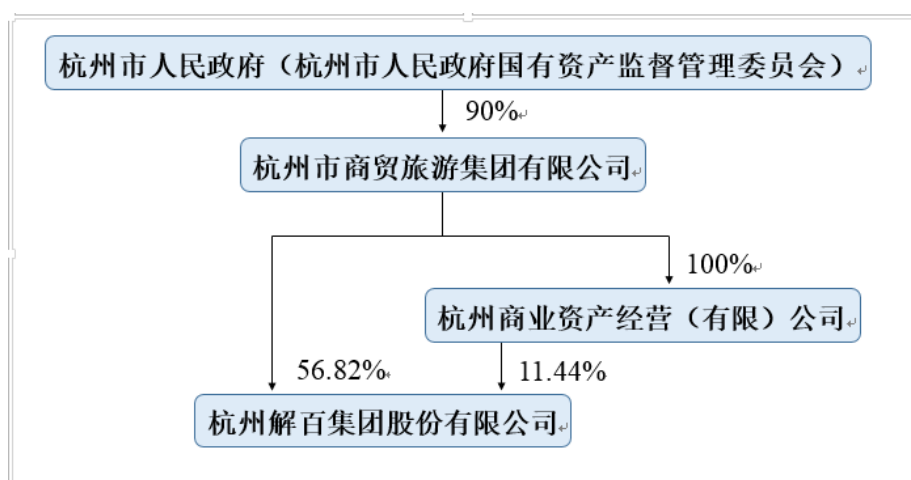 杭州市人民政府（杭州市人民政府国有资产监督管理委员会）
90%
杭州市商贸旅游集团有限公司
100%
杭州商业资产经营（有限）公司
56.82%
11.44%
杭州解百集团股份有限公司